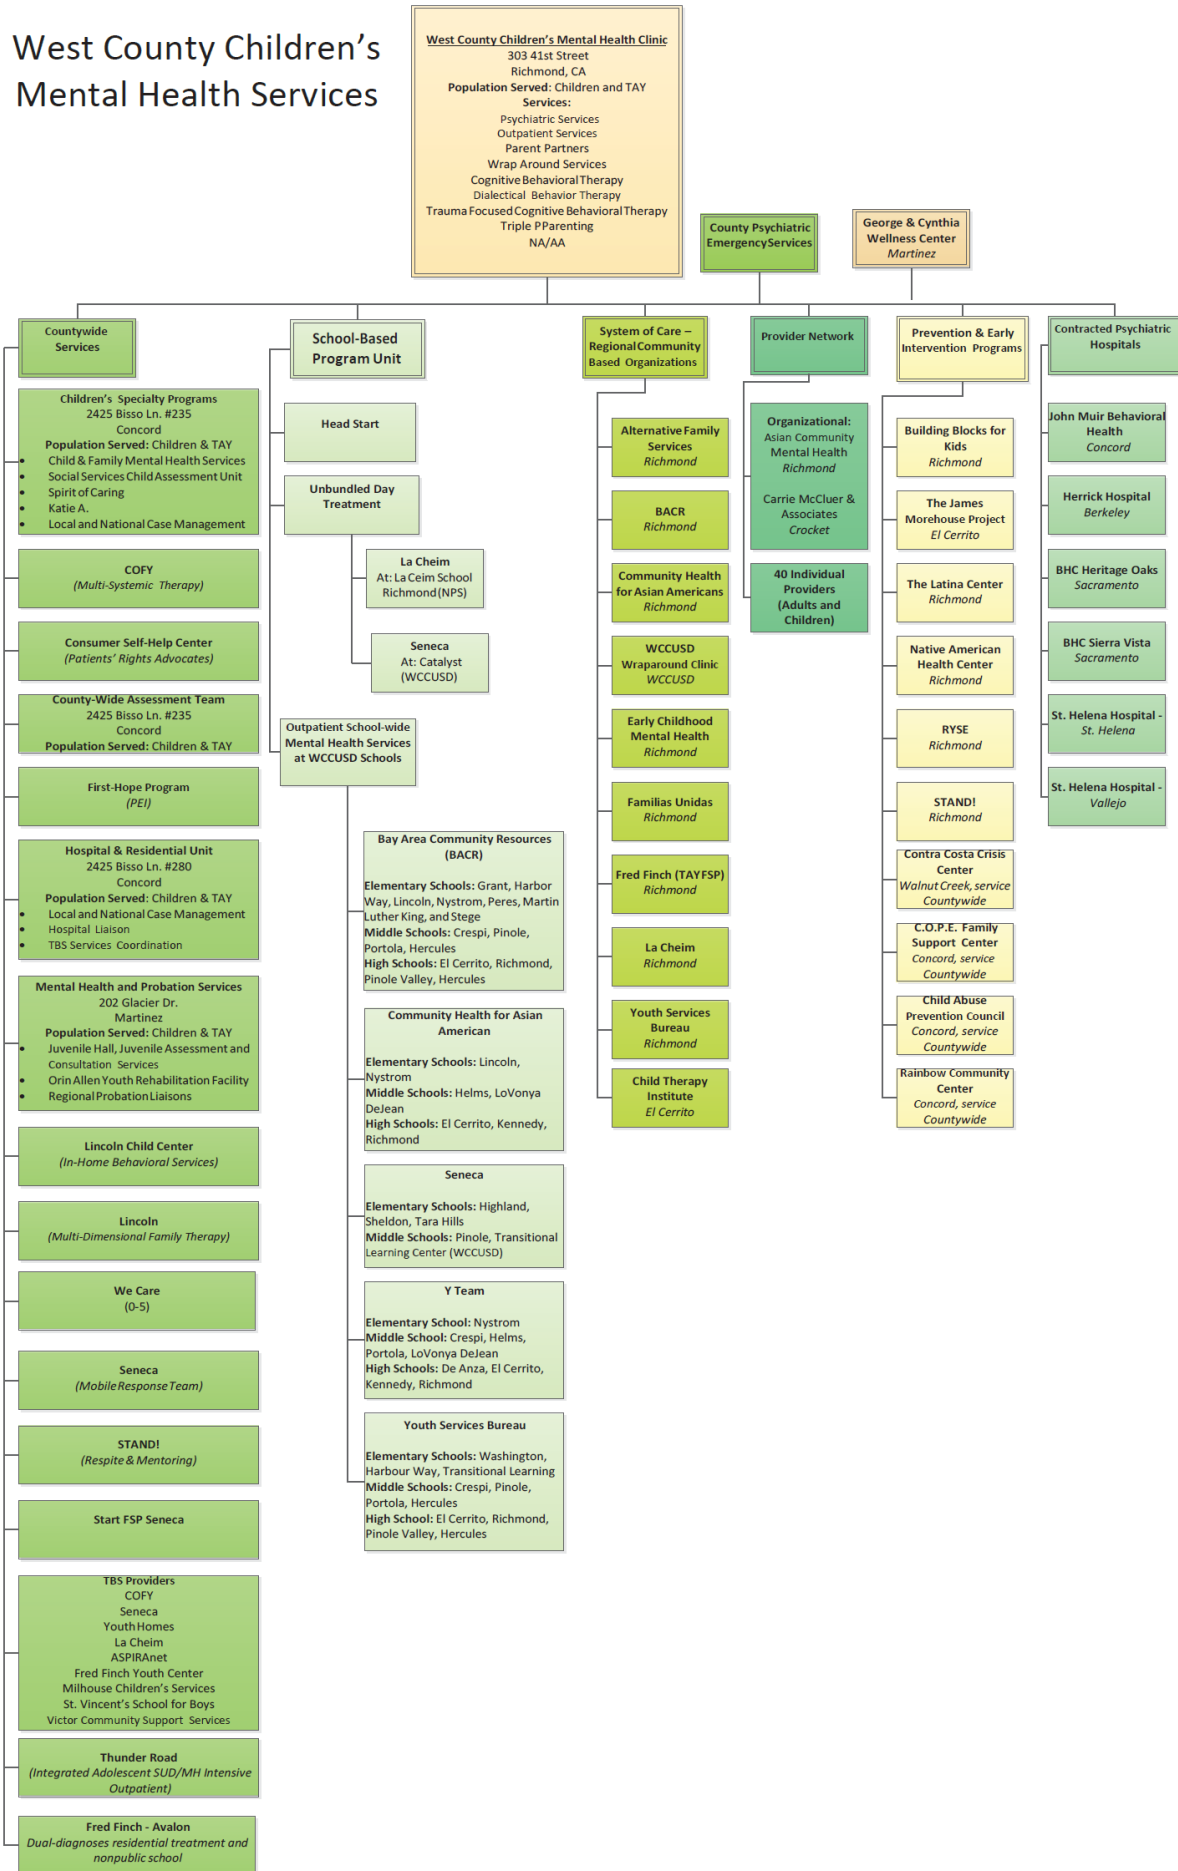 West County Children's
Mental Health Services
West County Children's Mental Health Clinic
303 41st Street
Richmond, CA
Population Served: Children and TAY
Services:
Psychiatric Services
Outpatient Services
Parent Partners
Wrap Around Services
Cognitive Behavioral Therapy
Dialectical Behavior Therapy
Trauma Focused Cognitive Behavioral Therapy
Triple P Parenting
NA/AA
County Psychiatric
Emergency Services
George & Cynthia
Wellness Center
Martinez
Countywide
Services
Children's Specialty Programs
2425 Bisso Ln. #235
Concord
Population Served: Children & TAY
• Child & Family Mental Health Services
• Social Services Child Assessment Unit
• Spirit of Caring
• Katie A.
• Local and National Case Management
COFY
(Multi-Systemic Therapy)
Consumer Self-Help Center
(Patients' Rights Advocates)
County-Wide Assessment Team
2425 Bisso Ln. #235
Concord
Population Served: Children & TAY
First-Hope Program
(PEI)
Hospital & Residential Unit
2425 Bisso Ln. #280
Concord
Population Served: Children & TAY
• Local and National Case Management
• Hospital Liaison
• TBS Services Coordination
Mental Health and Probation Services
202 Glacier Dr.
Martinez
Population Served: Children & TAY
• Juvenile Hall, Juvenile Assessment and
Consultation Services
• Orin Allen Youth Rehabilitation Facility
• Regional Probation Liaisons
Lincoln Child Center
(In-Home Behavioral Services)
Lincoln
(Multi-Dimensional Family Therapy)
We Care
(0-5)
Seneca
(Mobile Response Team)
STAND!
(Respite & Mentoring)
Start FSP Seneca
TBS Providers
COFY
Seneca
Youth Homes
La Cheim
ASPIRAnet
Fred Finch Youth Center
Milhouse Children's Services
St. Vincent's School for Boys
Victor Community Support Services
Thunder Road
(Integrated Adolescent SUD/MH Intensive
Outpatient)
Fred Finch - Avalon
Dual-diagnoses residential treatment and
nonpublic school
School-Based
Program Unit
Head Start
Unbundled Day
Treatment
La Cheim
At: La Ceim School
Richmond (NPS)
Seneca
At: Catalyst
(WCCUSD)
Outpatient School-wide
Mental Health Services
at WCCUSD Schools
Bay Area Community Resources
(BACR)
Elementary Schools: Grant, Harbor
Way, Lincoln, Nystrom, Peres, Martin
Luther King, and Stege
Middle Schools: Crespi, Pinole,
Portola, Hercules
High Schools: El Cerrito, Richmond,
Pinole Valley, Hercules
Community Health for Asian
American
Elementary Schools: Lincoln,
Nystrom
Middle Schools: Helms, LoVonya
DeJean
High Schools: El Cerrito, Kennedy,
Richmond
Seneca
Elementary Schools: Highland,
Sheldon, Tara Hills
Middle Schools: Pinole, Transitional
Learning Center (WCCUSD)
Y Team
Elementary School: Nystrom
Middle School: Crespi, Helms,
Portola, LoVonya DeJean
High Schools: De Anza, El Cerrito,
Kennedy, Richmond
Youth Services Bureau
Elementary Schools: Washington,
Harbour Way, Transitional Learning
Middle Schools: Crespi, Pinole,
Portola, Hercules
High School: El Cerrito, Richmond,
Pinole Valley, Hercules
System of Care –
Regional Community
Based Organizations
Alternative Family
Services
Richmond
BACR
Richmond
Community Health
for Asian Americans
Richmond
WCCUSD
Wraparound Clinic
WCCUSD
Early Childhood
Mental Health
Richmond
Familias Unidas
Richmond
Fred Finch (TAY FSP)
Richmond
La Cheim
Richmond
Youth Services
Bureau
Richmond
Child Therapy
Institute
El Cerrito
Provider Network
Organizational:
Asian Community
Mental Health
Richmond
Carrie McCluer &
Associates
Crocket
40 Individual
Providers
(Adults and
Children)
Prevention & Early
Intervention Programs
Building Blocks for
Kids
Richmond
The James
Morehouse Project
El Cerrito
The Latina Center
Richmond
Native American
Health Center
Richmond
RYSE
Richmond
STAND!
Richmond
Contra Costa Crisis
Center
Walnut Creek, service
Countywide
C.O.P.E. Family
Support Center
Concord, service
Countywide
Child Abuse
Prevention Council
Concord, service
Countywide
Rainbow Community
Center
Concord, service
Countywide
Contracted Psychiatric
Hospitals
John Muir Behavioral
Health
Concord
Herrick Hospital
Berkeley
BHC Heritage Oaks
Sacramento
BHC Sierra Vista
Sacramento
St. Helena Hospital -
St. Helena
St. Helena Hospital -
Vallejo